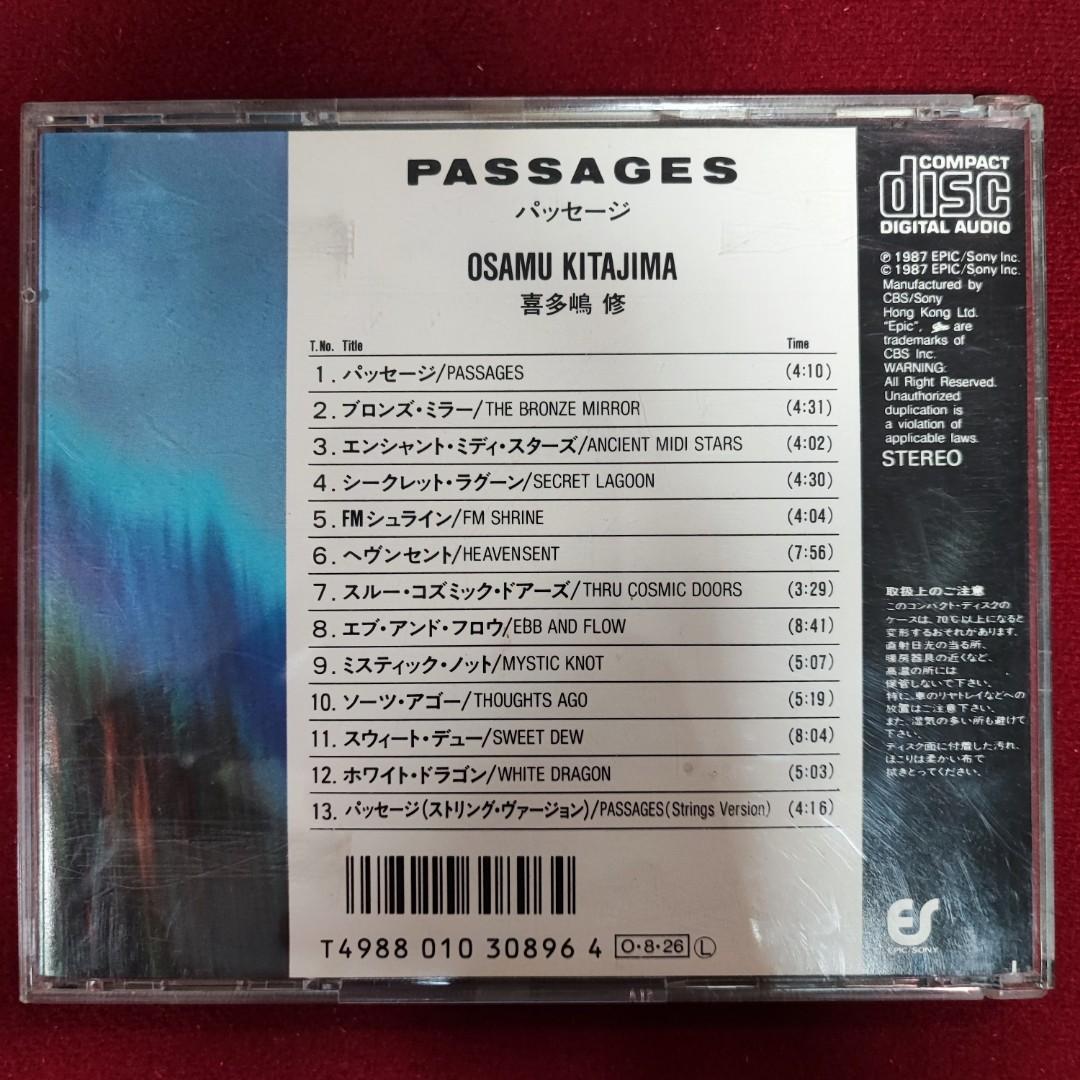 PASSAGES
パッセージ
OSAMU KITAJIMA
喜多嶋 修
T.No. Title Time
1. パッセージ/PASSAGES (4:10)
2. ブロンズ・ミラー/THE BRONZE MIRROR (4:31)
3. エンシャント・ミディ・スターズ/ANCIENT MIDI STARS (4:02)
4. シークレット・ラグーン/SECRET LAGOON (4:30)
5. FMシュライン/FM SHRINE (4:04)
6. ヘヴンセント/HEAVENSENT (7:56)
7. スルー・コズミック・ドアーズ/THRU COSMIC DOORS (3:29)
8. エブ・アンド・フロウ/EBB AND FLOW (8:41)
9. ミスティック・ノット/MYSTIC KNOT (5:07)
10. ソーツ・アゴー/THOUGHTS AGO (5:19)
11. スウィート・デュー/SWEET DEW (8:04)
12. ホワイト・ドラゴン/WHITE DRAGON (5:03)
13. パッセージ(ストリング・ヴァージョン)/PASSAGES(Strings Version) (4:16)
T4988 010 30896 4 O・8・26 L
COMPACT
disc
DIGITAL AUDIO
℗ 1987 EPIC/Sony Inc.
© 1987 EPIC/Sony Inc.
Manufactured by
CBS/Sony
Hong Kong Ltd.
"Epic", are
trademarks of
CBS Inc.
WARNING:
All Right Reserved.
Unauthorized
duplication is
a violation of
applicable laws.
STEREO
取扱上のご注意
このコンパクト・ディスクの
ケースは、70℃以上になると
変形するおそれがあります。
直射日光の当る所、
暖房器具の近くなど、
高温の所には
保管しないで下さい。
特に、車のリヤトレイなどへの
放置はご注意下さい。
また、湿気の多い所も避けて
下さい。
ディスク面に付着した汚れ、
ほこりは柔かい布で
拭きとってください。
ES
EPIC/SONY